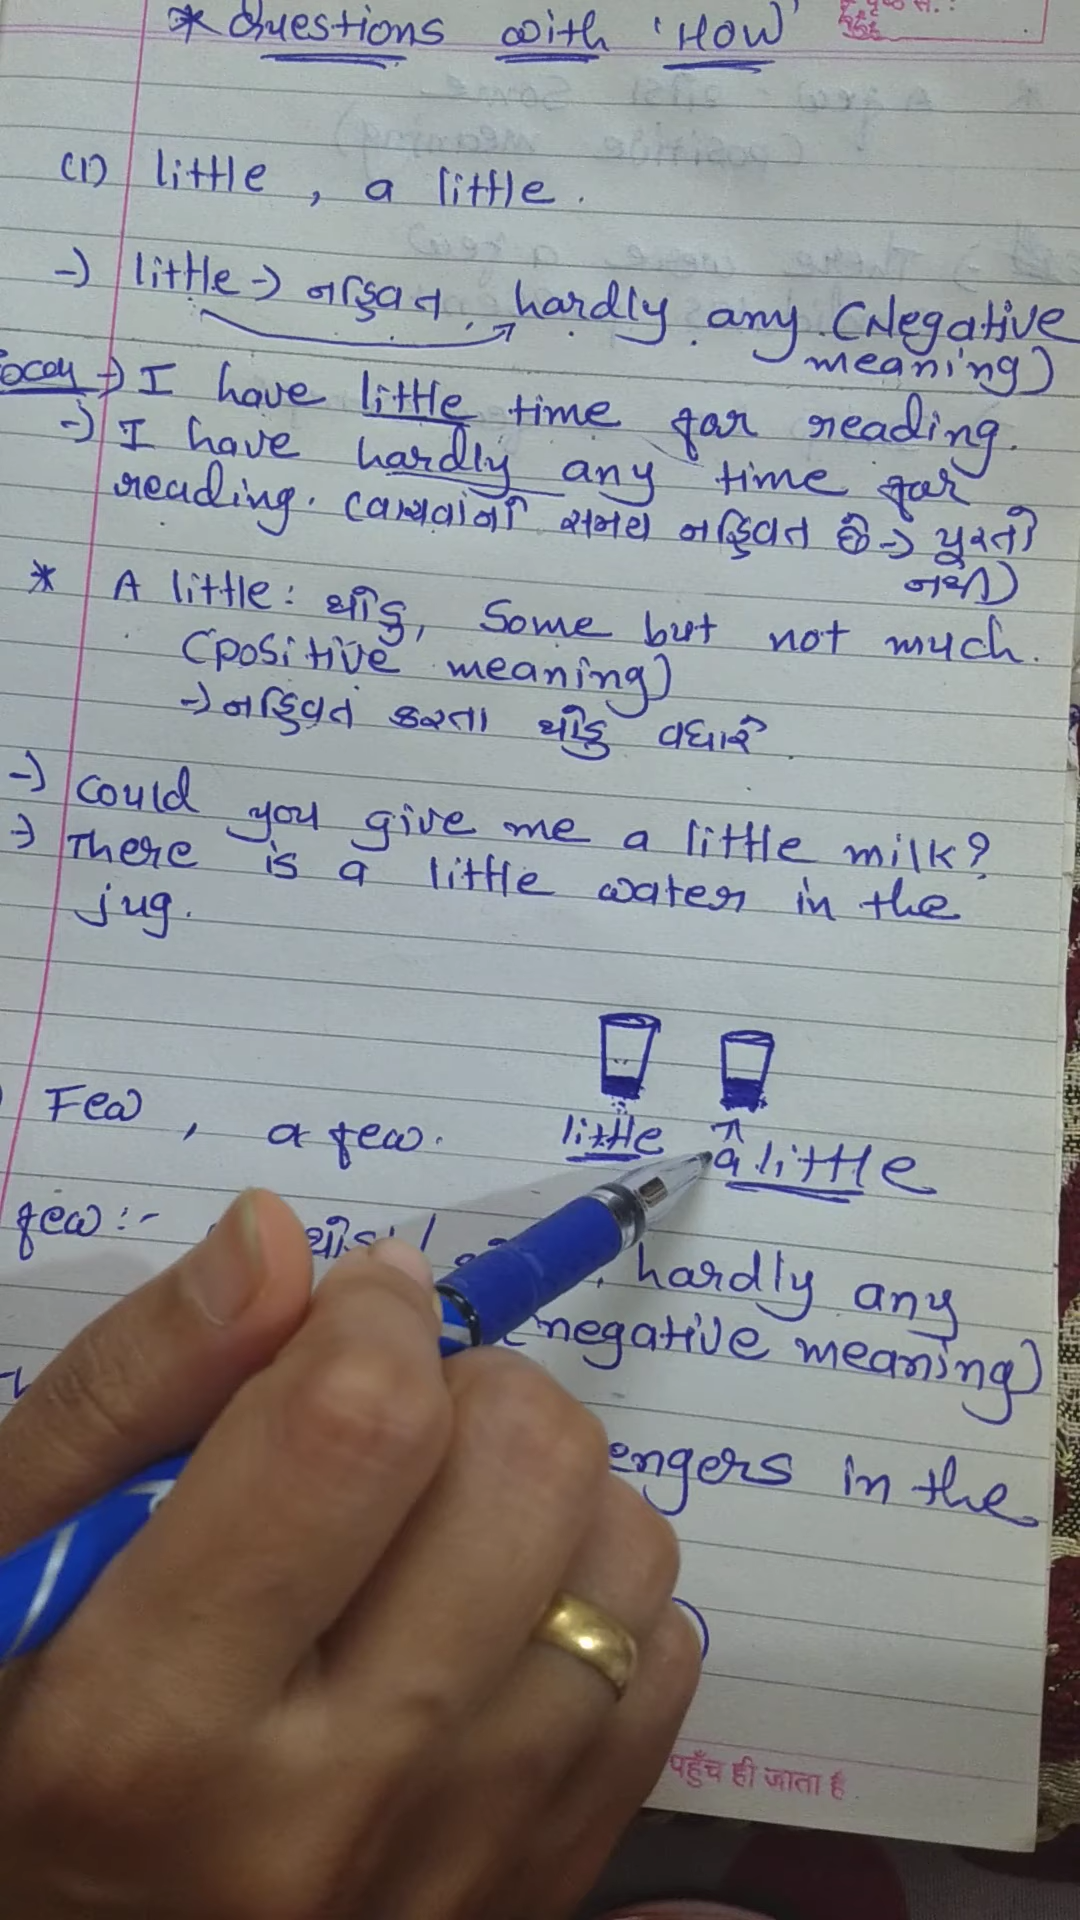 * Questions with 'HOW'
(1) little, a little.
-) little -> નહિવત, hardly any (Negative
meaning)
-) I have little time for reading.
-) I have hardly any time for
reading. (વાંચવાનો સમય નહિવત છે -> પૂરતો
નથી)
* A little: થોડુ, Some but not much.
(positive meaning)
-> નહિવત કરતા થોડુ વધારે
-) Could you give me a little milk?
-) There is a little water in the
jug.
Few, a few.
little a little
few :- hardly any
(negative meaning)
engers in the
पहुँच ही जाता है